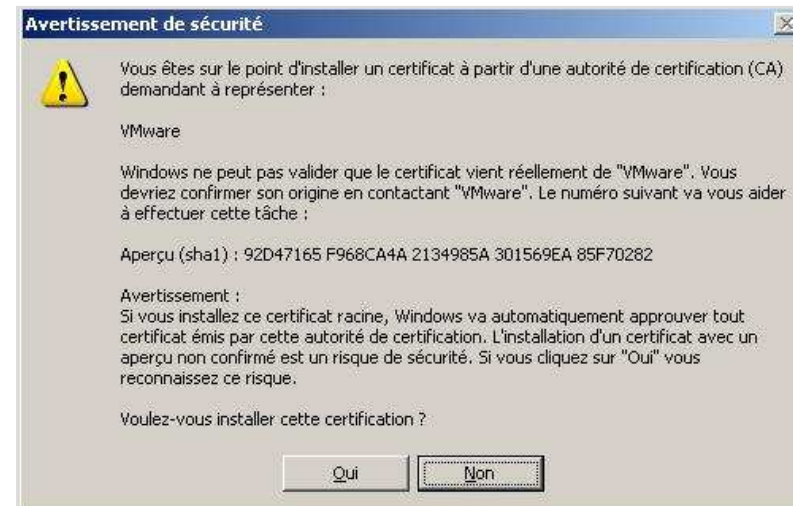 Avertissement de sécurité
Vous êtes sur le point d'installer un certificat à partir d'une autorité de certification (CA)
demandant à représenter :
VMware
Windows ne peut pas valider que le certificat vient réellement de "VMware". Vous
devriez confirmer son origine en contactant "VMware". Le numéro suivant va vous aider
à effectuer cette tâche :
Aperçu (sha1) : 92D47165 F968CA4A 2134985A 301569EA 85F70282
Avertissement :
Si vous installez ce certificat racine, Windows va automatiquement approuver tout
certificat émis par cette autorité de certification. L'installation d'un certificat avec un
aperçu non confirmé est un risque de sécurité. Si vous cliquez sur "Oui" vous
reconnaissez ce risque.
Voulez-vous installer cette certification ?
Oui Non